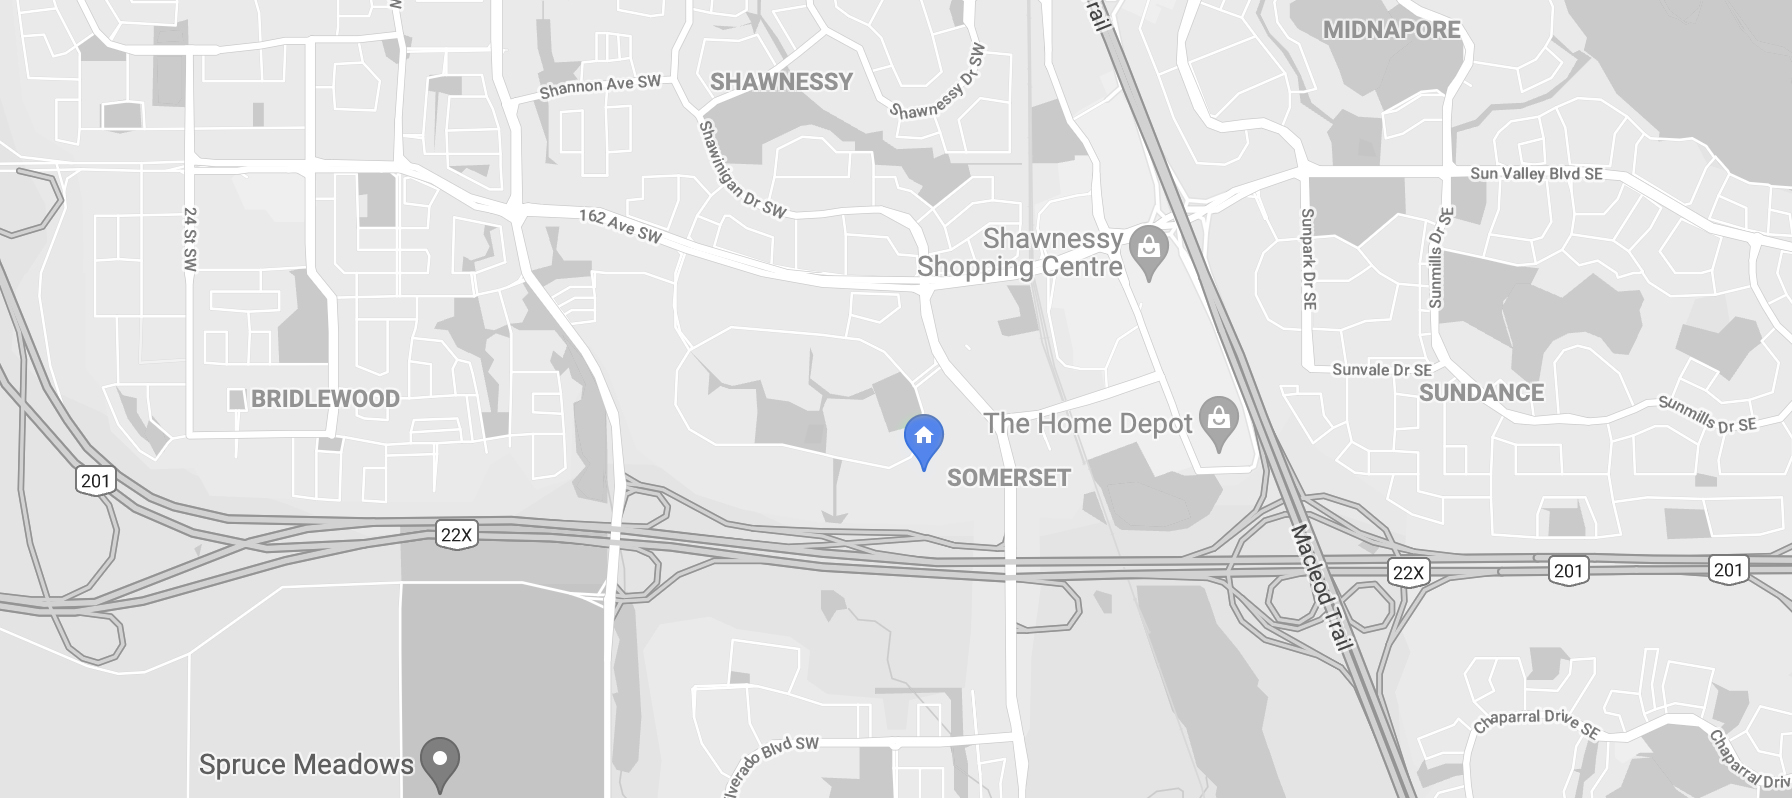 W
Trail
MIDNAPORE
SHAWNESSY
Shannon Ave SW
Shawnessy Dr SW
Shawinigan Dr SW
Sun Valley Blvd SE
24 St SW
162 Ave SW
Shawnessy
Shopping Centre
Sunpark Dr SE
Sunmills Dr SE
Sunvale Dr SE
SUNDANCE
Sunmills Dr SE
BRIDLEWOOD
The Home Depot
SOMERSET
201
22X
Macleod Trail
22X
201
201
Chaparral Drive SE
Chaparral Driv
lverado Blvd SW
Spruce Meadows